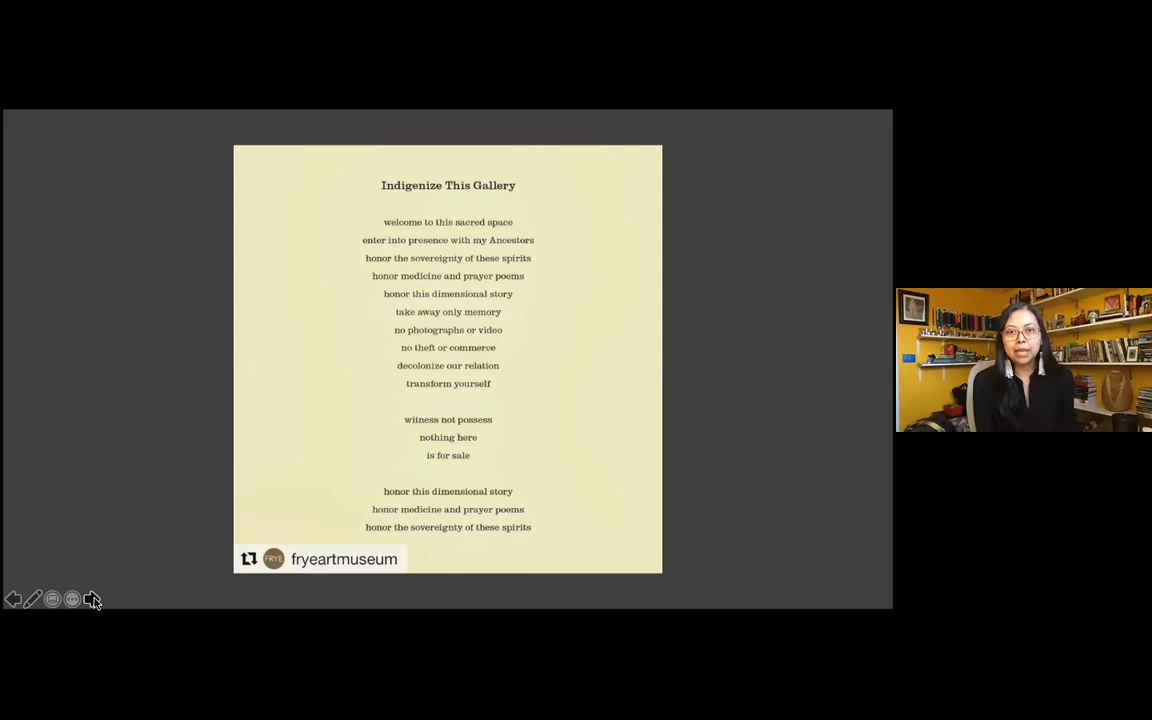 Indigenize This Gallery
welcome to this sacred space
enter into presence with my Ancestors
honor the sovereignty of these spirits
honor medicine and prayer poems
honor this dimensional story
take away only memory
no photographs or video
no theft or commerce
decolonize our relation
transform yourself
witness not possess
nothing here
is for sale
honor this dimensional story
honor medicine and prayer poems
honor the sovereignty of these spirits
FRYE fryeartmuseum